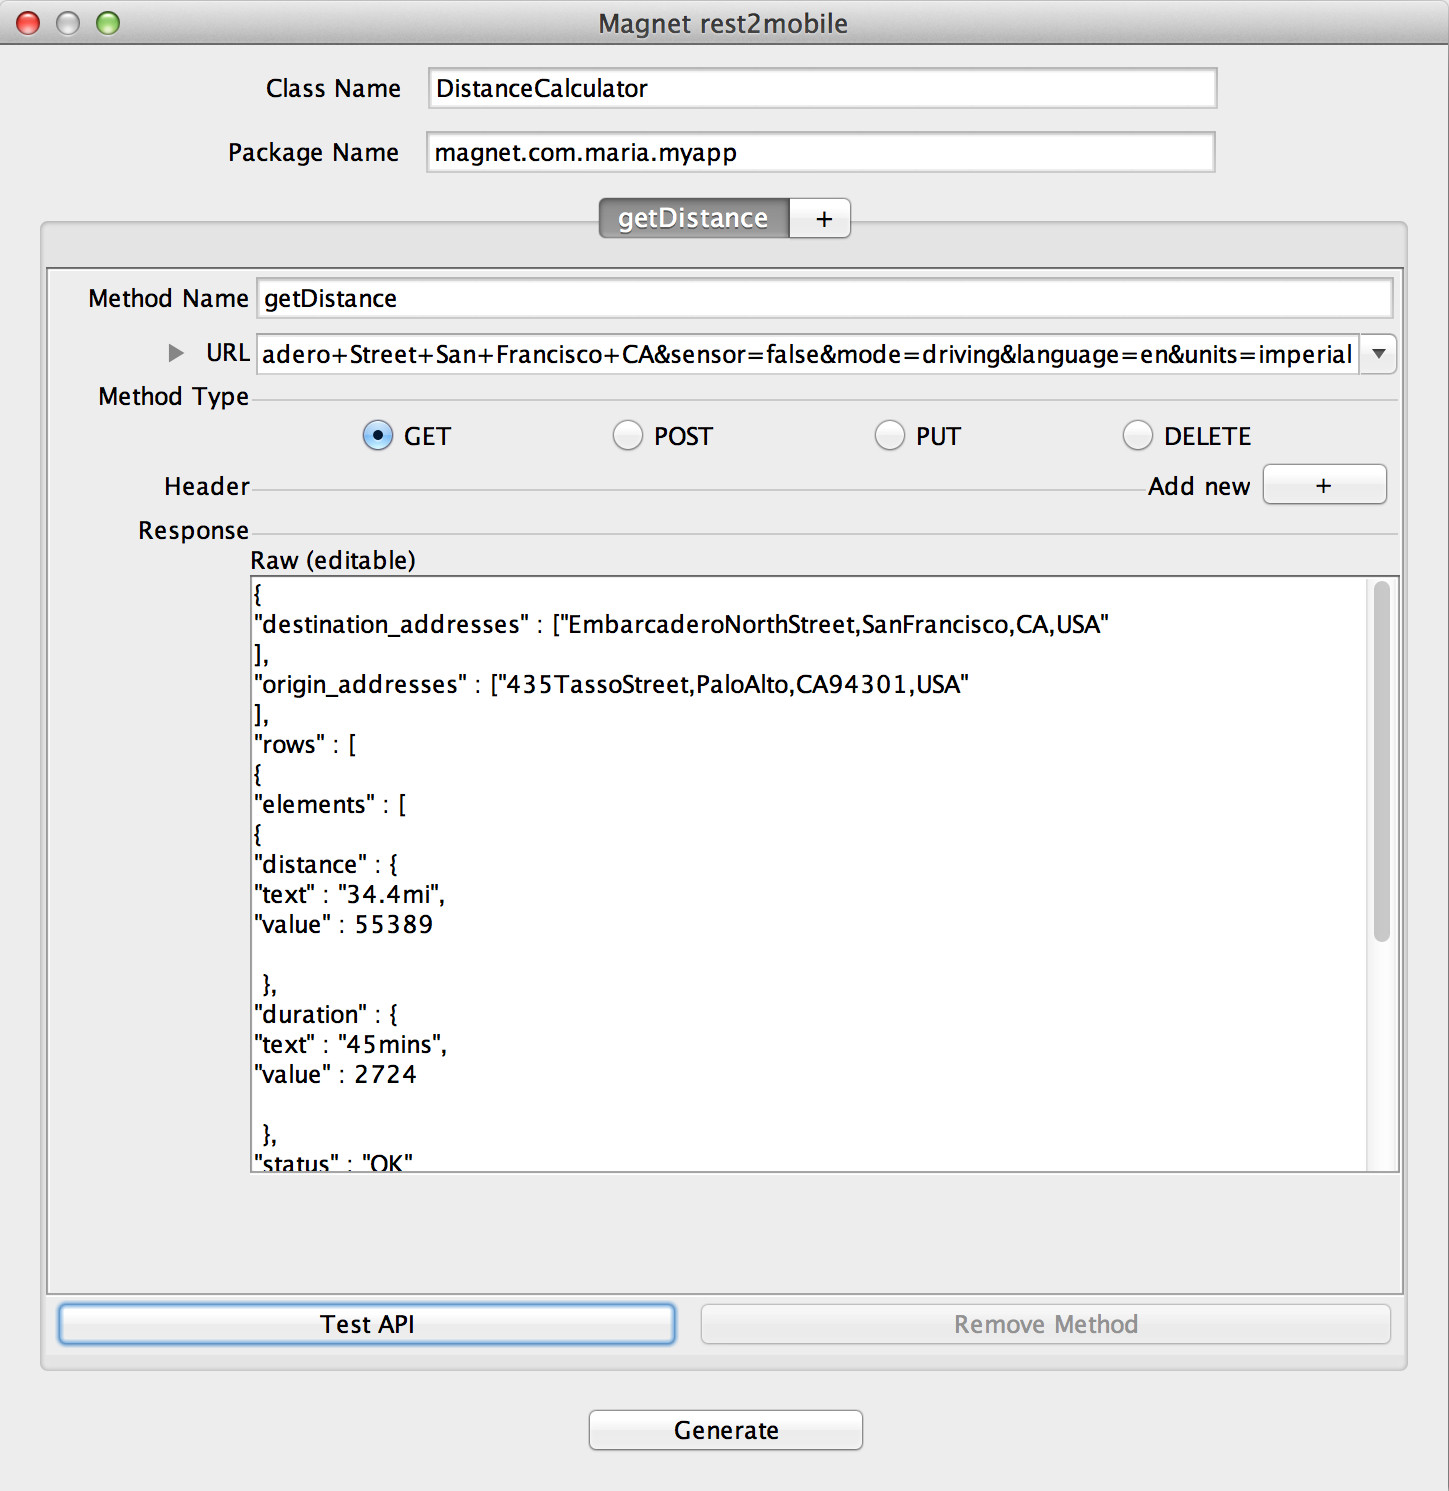 Magnet rest2mobile
Class Name DistanceCalculator
Package Name magnet.com.maria.myapp
getDistance +
Method Name getDistance
URL adero+Street+San+Francisco+CA&sensor=false&mode=driving&language=en&units=imperial
Method Type
GET POST PUT DELETE
Header Add new +
Response
Raw (editable)
{
"destination_addresses" : ["EmbarcaderoNorthStreet,SanFrancisco,CA,USA"
],
"origin_addresses" : ["435TassoStreet,PaloAlto,CA94301,USA"
],
"rows" : [
{
"elements" : [
{
"distance" : {
"text" : "34.4mi",
"value" : 55389
},
"duration" : {
"text" : "45mins",
"value" : 2724
},
"status" : "OK"
Test API Remove Method
Generate